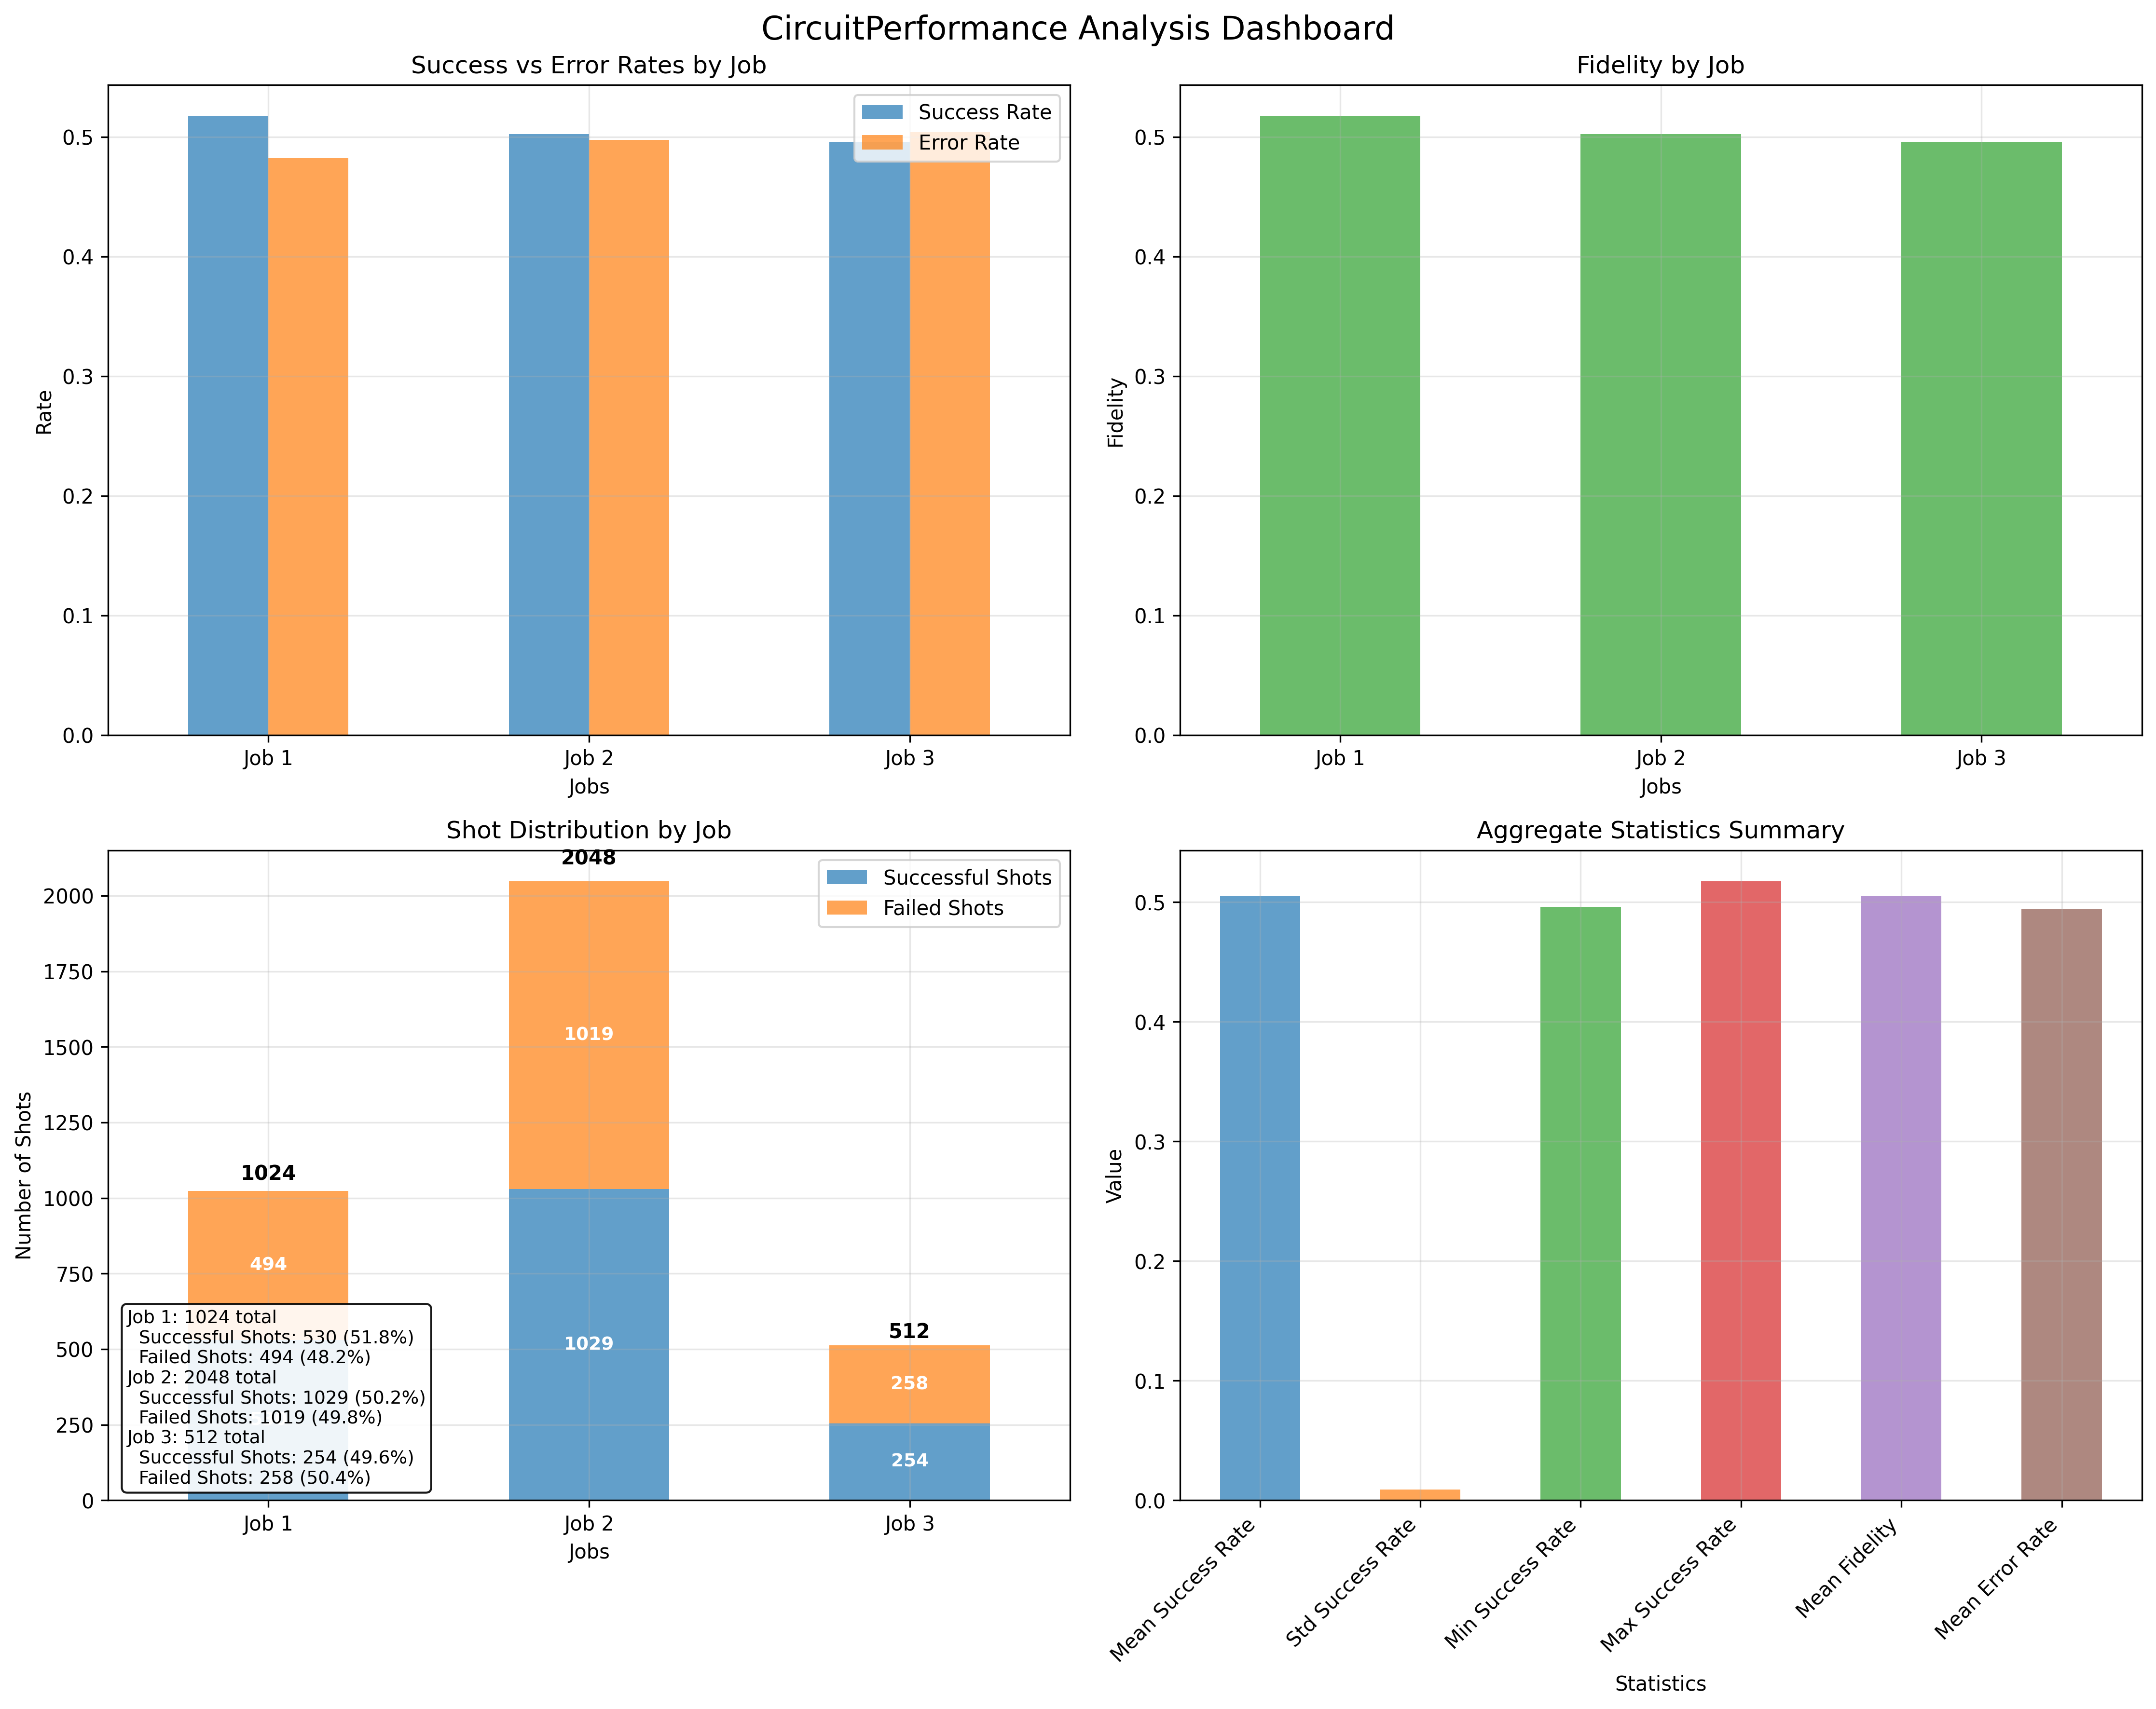 CircuitPerformance Analysis Dashboard
Success vs Error Rates by Job
Success Rate
Error Rate
Rate
0.5
0.4
0.3
0.2
0.1
0.0
Job 1
Job 2
Job 3
Jobs
Fidelity by Job
Fidelity
0.5
0.4
0.3
0.2
0.1
0.0
Job 1
Job 2
Job 3
Jobs
Shot Distribution by Job
Successful Shots
Failed Shots
Number of Shots
2000
1750
1500
1250
1000
750
500
250
0
1024
494
2048
1019
1029
512
258
254
Job 1: 1024 total
Successful Shots: 530 (51.8%)
Failed Shots: 494 (48.2%)
Job 2: 2048 total
Successful Shots: 1029 (50.2%)
Failed Shots: 1019 (49.8%)
Job 3: 512 total
Successful Shots: 254 (49.6%)
Failed Shots: 258 (50.4%)
Job 1
Job 2
Job 3
Jobs
Aggregate Statistics Summary
Value
0.5
0.4
0.3
0.2
0.1
0.0
Mean Success Rate
Std Success Rate
Min Success Rate
Max Success Rate
Mean Fidelity
Mean Error Rate
Statistics